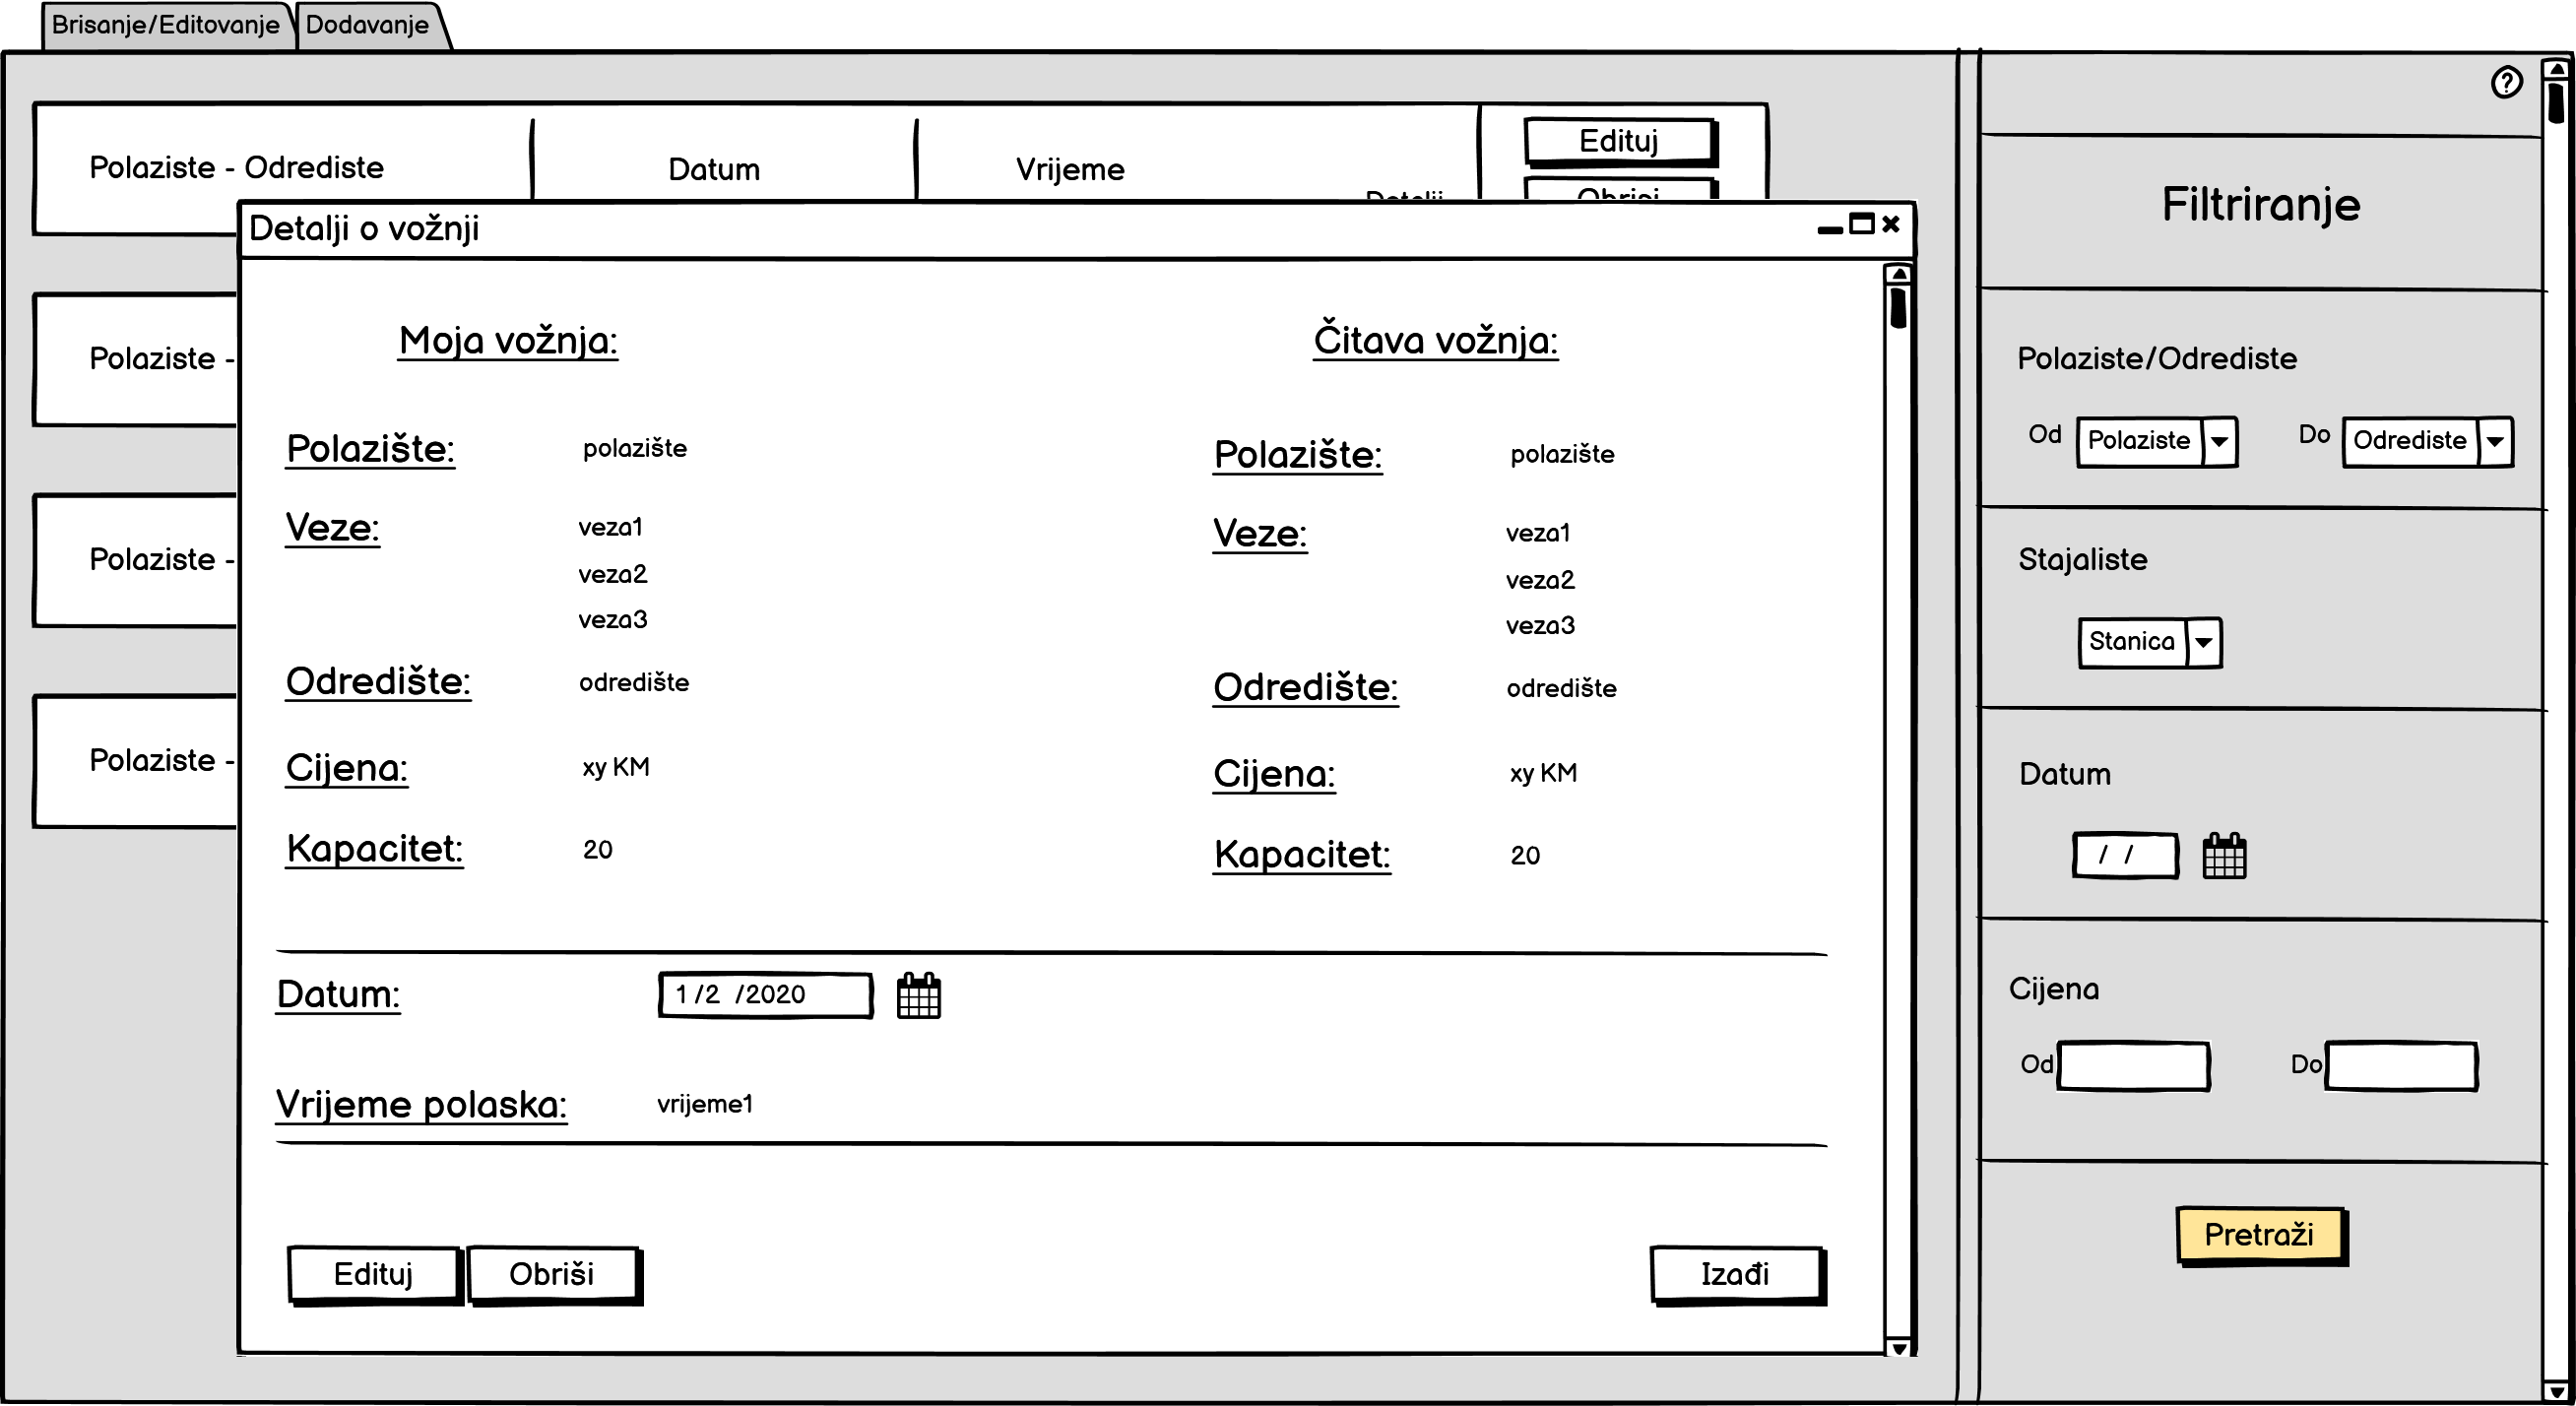 Brisanje/Editovanje Dodavanje
?
Polaziste - Odrediste Datum Vrijeme Detalji Edituj
Obrisi
Polaziste -
Polaziste -
Polaziste -
Detalji o vožnji
Moja vožnja: Čitava vožnja:
Polazište: polazište Polazište: polazište
Veze: veza1 Veze: veza1
veza2 veza2
veza3 veza3
Odredište: odredište Odredište: odredište
Cijena: xy KM Cijena: xy KM
Kapacitet: 20 Kapacitet: 20
Datum: 1 /2 /2020
Vrijeme polaska: vrijeme1
Edituj Obriši Izađi
Filtriranje
Polaziste/Odrediste
Od Polaziste Do Odrediste
Stajaliste
Stanica
Datum
/ /
Cijena
Od Do
Pretraži